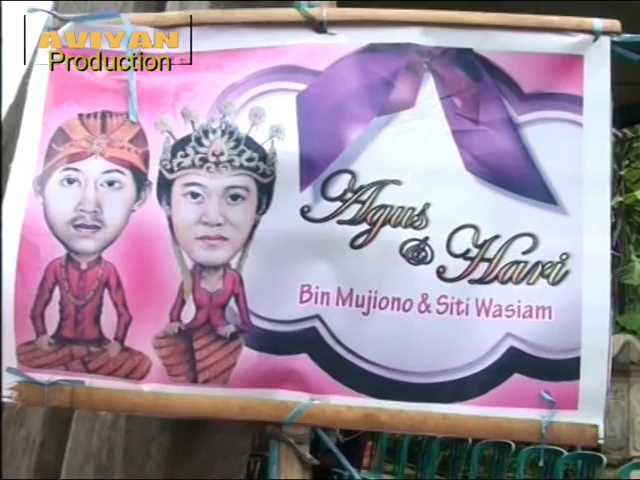 AVIYAN
Production
Agus
& Hari
Bin Mujiono & Siti Wasiam